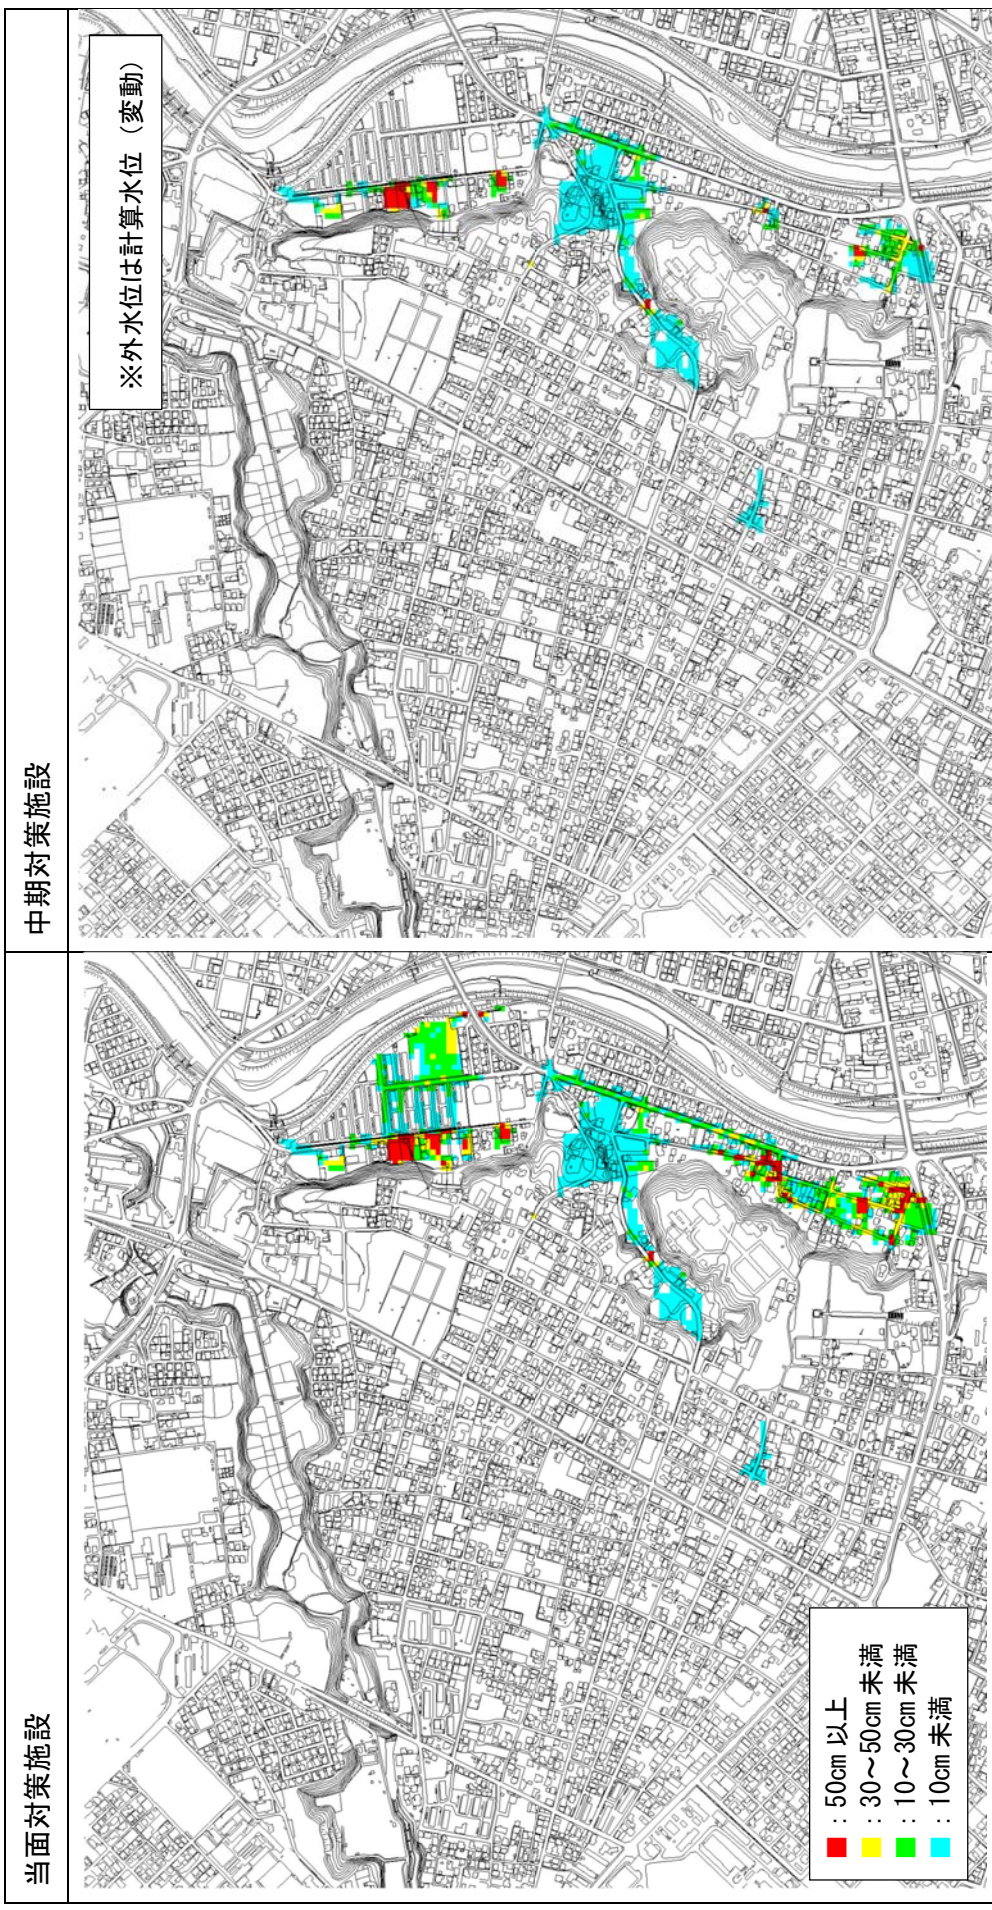 当面対策施設
中期対策施設
※外水位は計算水位（変動）
：50cm 以上
：30～50cm 未満
：10～30cm 未満
：10cm 未満